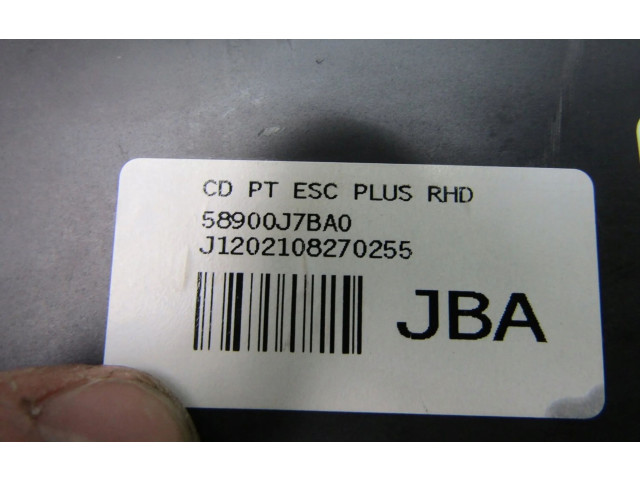 CD PT ESC PLUS RHD
58900J7BA0
J1202108270255
JBA